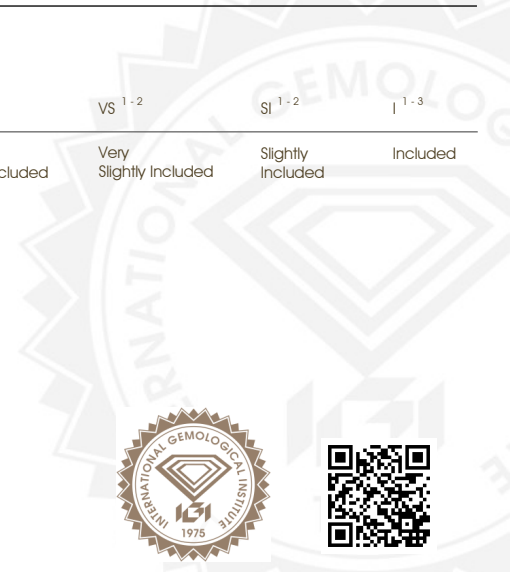 VS 1 - 2 SI 1 - 2 I 1 - 3
cluded Very Slightly Included Slightly Included Included
INTERNATIONAL GEMOLOGICAL INSTITUTE
IGI
1975